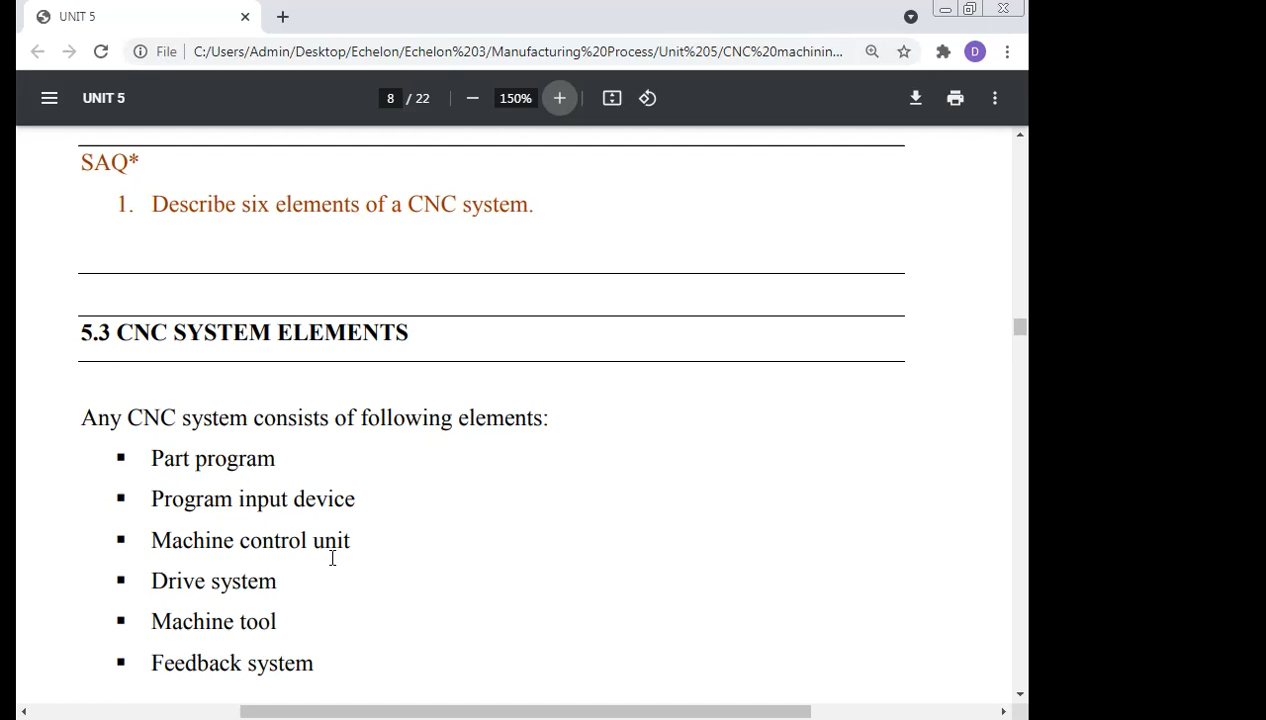 UNIT 5
File
C:/Users/Admin/Desktop/Echelon/Echelon%203/Manufacturing%20Process/Unit%205/CNC%20machinin...
D
UNIT 5
8 / 22
150%
SAQ*
1. Describe six elements of a CNC system.
5.3 CNC SYSTEM ELEMENTS
Any CNC system consists of following elements:
▪ Part program
▪ Program input device
▪ Machine control unit
▪ Drive system
▪ Machine tool
▪ Feedback system